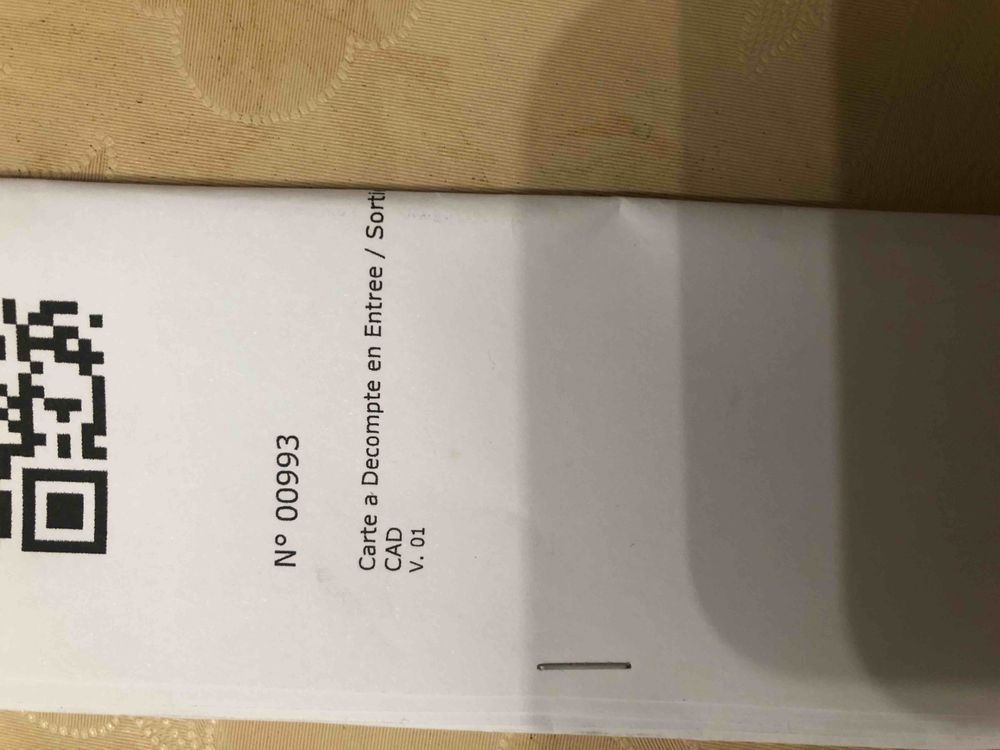 N° 00993
Carte a Decompte en Entree / Sorti
CAD
V. 01